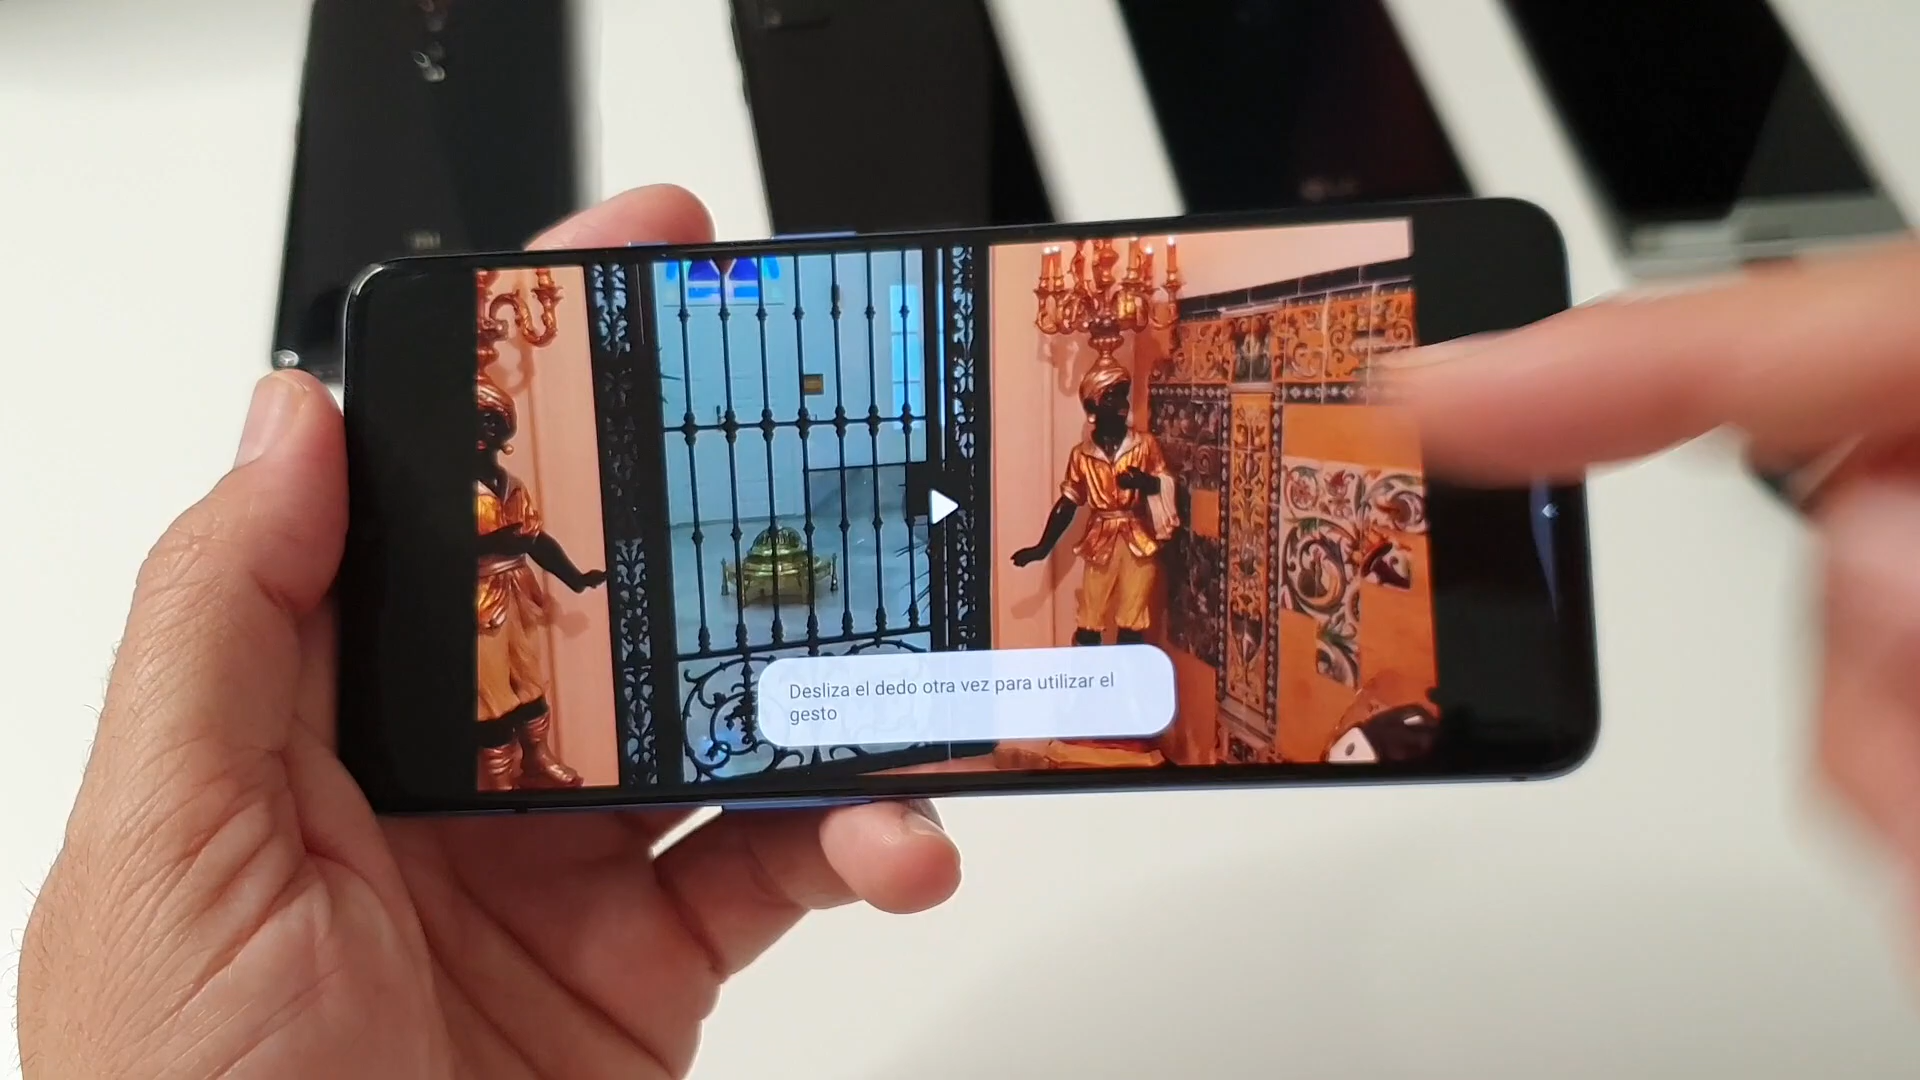 Desliza el dedo otra vez para utilizar el
gesto